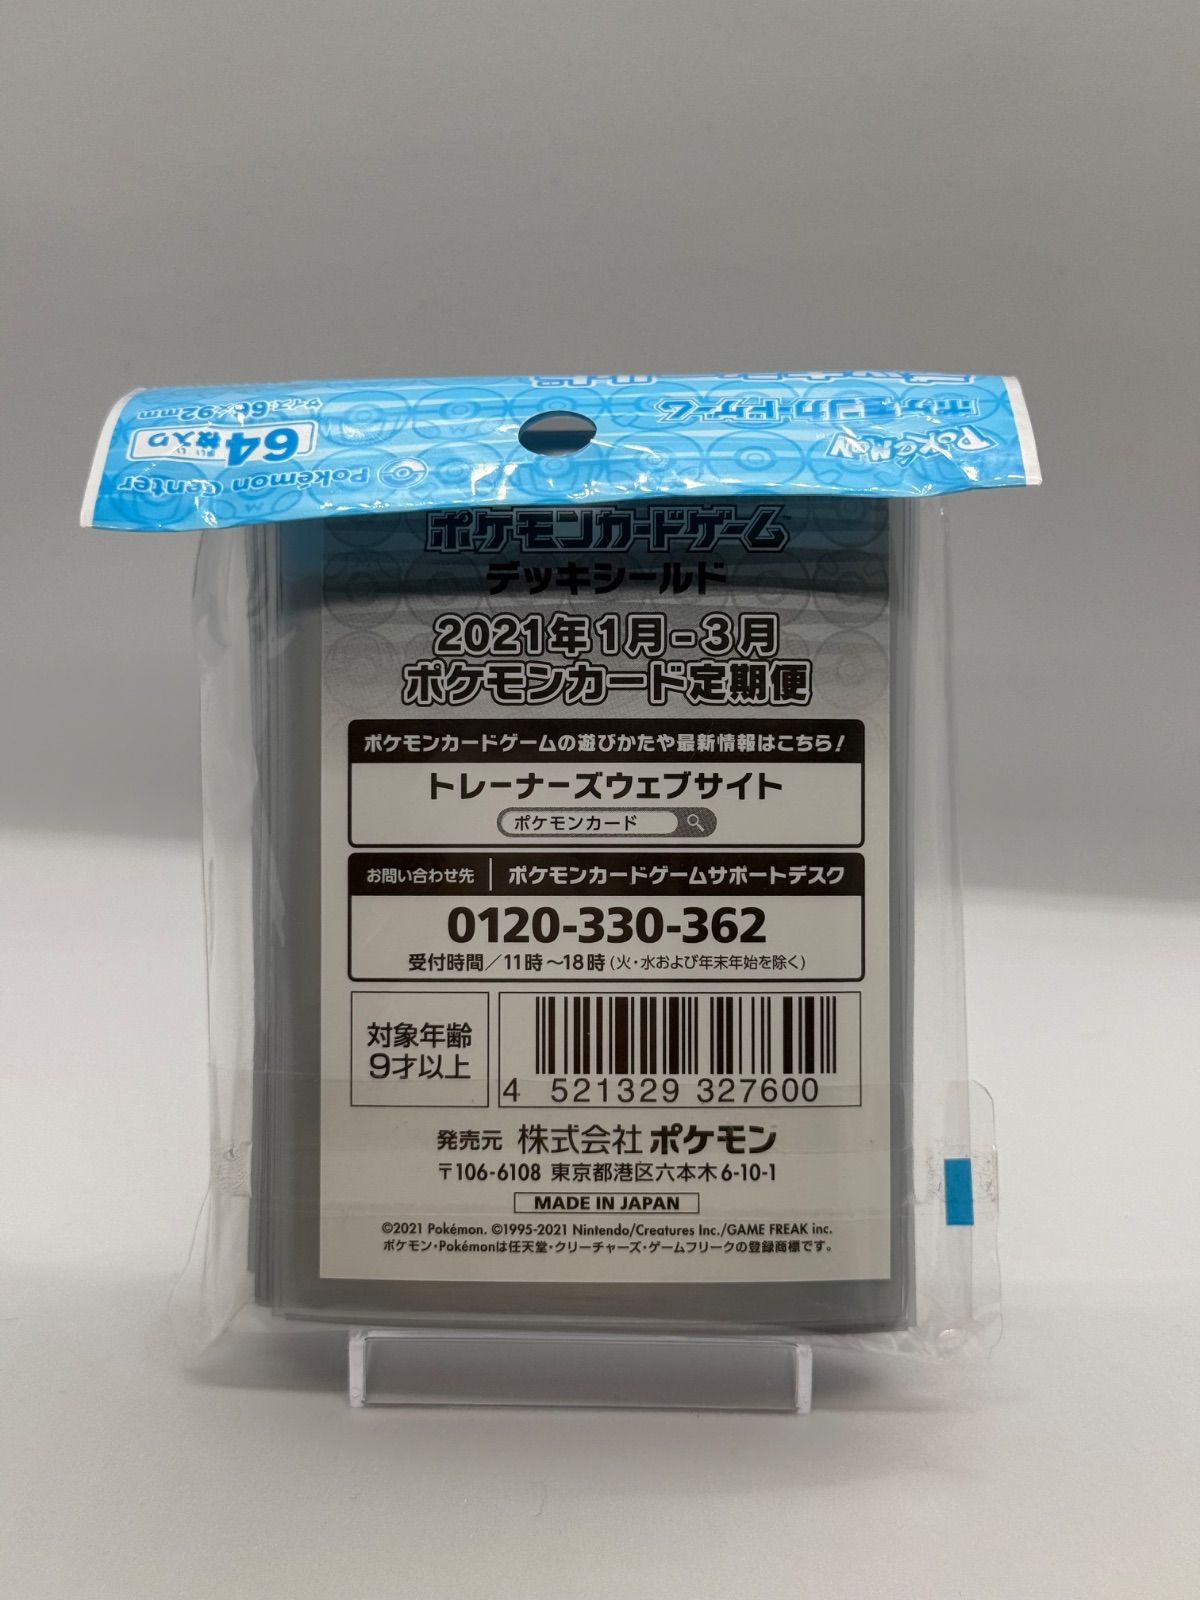 デッキシールド
POKéMON
ポケモンカードゲーム
64枚入り
サイズ:66×92mm
Pokémon Center
ポケモンカードゲーム
デッキシールド
2021年1月-3月
ポケモンカード定期便
ポケモンカードゲームの遊びかたや最新情報はこちら!
トレーナーズウェブサイト
ポケモンカード
お問い合わせ先 ポケモンカードゲームサポートデスク
0120-330-362
受付時間/11時~18時(火・水および年末年始を除く)
対象年齢
9才以上
4 521329 327600
発売元 株式会社 ポケモン
〒106-6108 東京都港区六本木6-10-1
MADE IN JAPAN
©2021 Pokémon. ©1995-2021 Nintendo/Creatures Inc./GAME FREAK inc.
ポケモン・Pokémonは任天堂・クリーチャーズ・ゲームフリークの登録商標です。